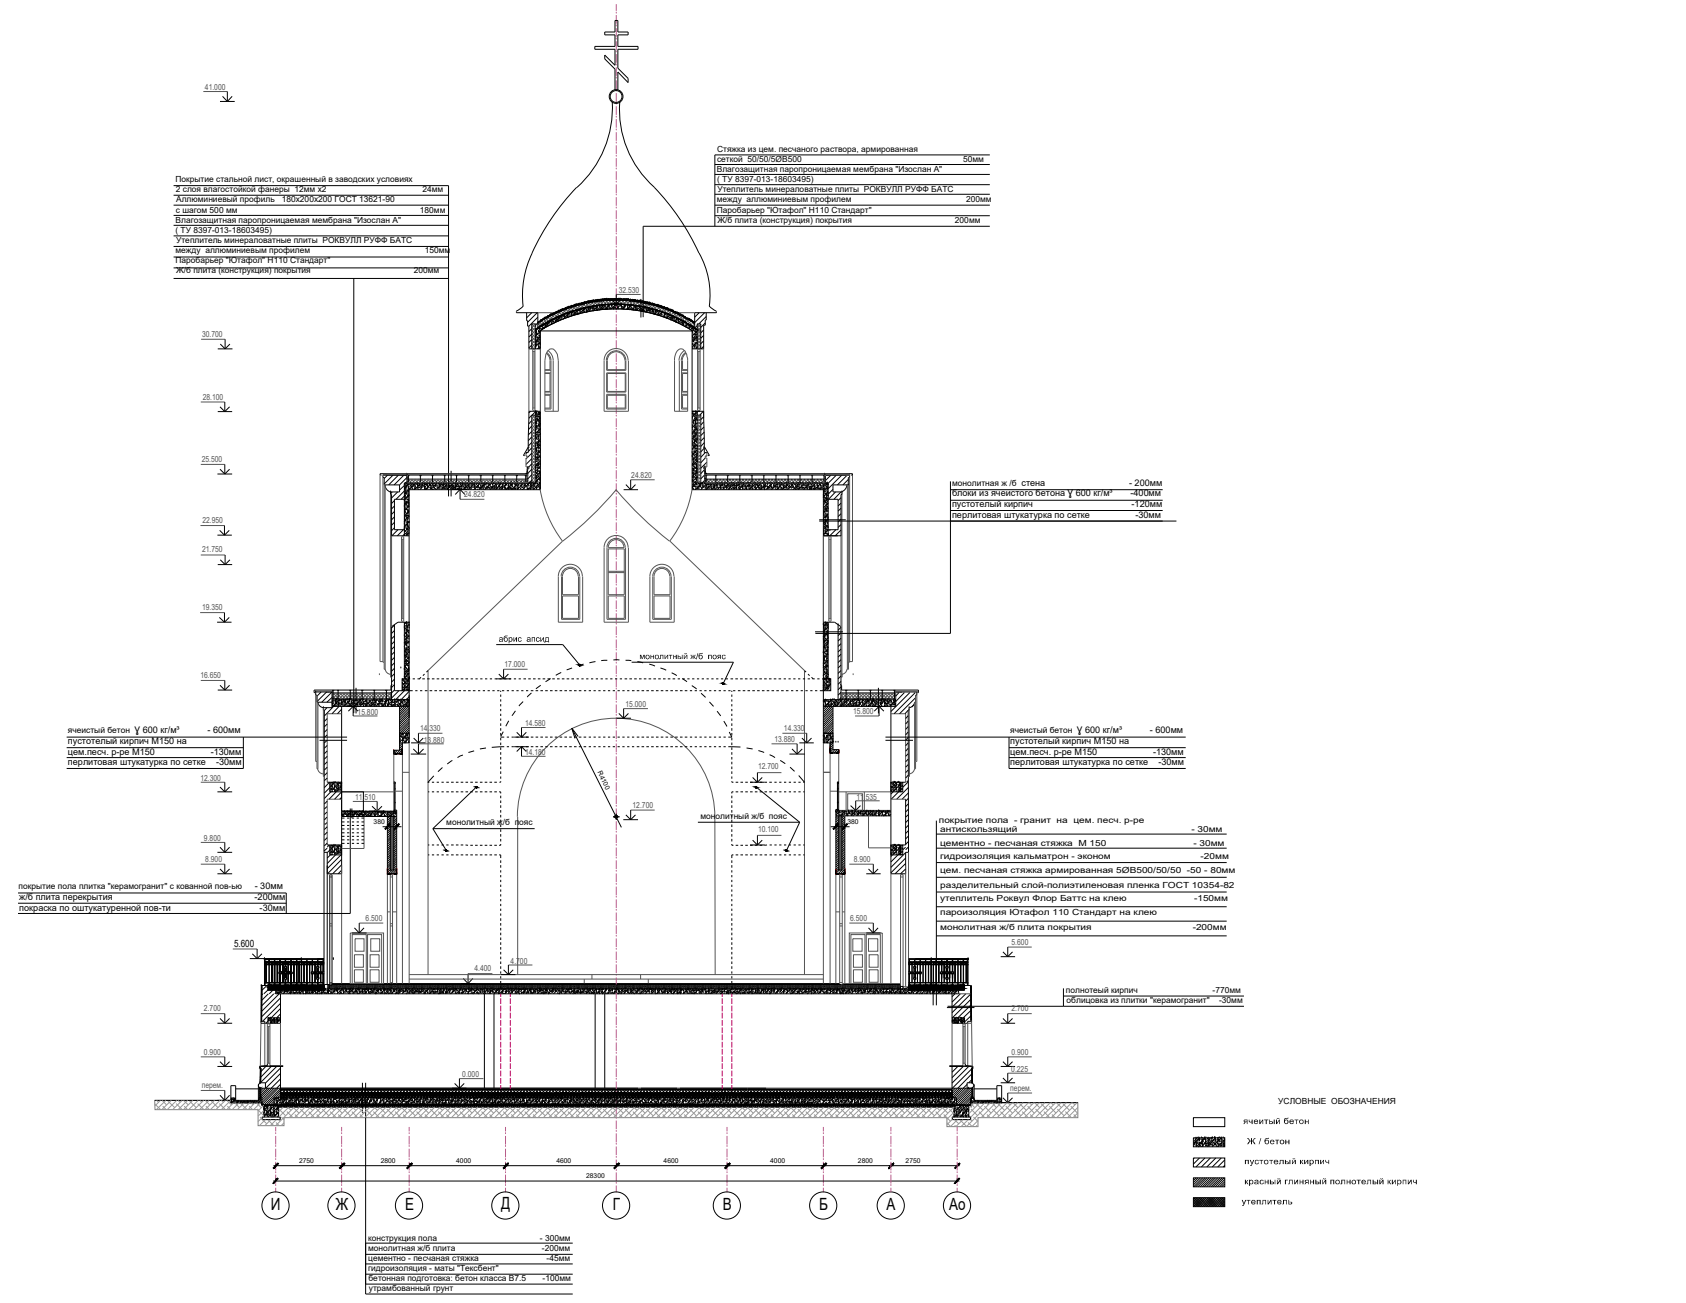 41.000
Стяжка из цем. песчаного раствора, армированная
сеткой 50/50/5ØВ500 50мм
Влагозащитная паропроницаемая мембрана "Изослан А"
( ТУ 8397-013-18603495)
Утеплитель минераловатные плиты РОКВУЛЛ РУФФ БАТС
между аллюминиевым профилем 200мм
Паробарьер "Ютафол" Н110 Стандарт"
Ж/б плита (конструкция) покрытия 200мм
Покрытие стальной лист, окрашенный в заводских условиях
2 слоя влагостойкой фанеры 12мм х2 24мм
Аллюминиевый профиль 180х200х200 ГОСТ 13621-90
с шагом 500 мм 180мм
Влагозащитная паропроницаемая мембрана "Изослан А"
( ТУ 8397-013-18603495)
Утеплитель минераловатные плиты РОКВУЛЛ РУФФ БАТС
между аллюминиевым профилем 150мм
Паробарьер "Ютафол" Н110 Стандарт"
Ж/б плита (конструкция) покрытия 200мм
32.530
30.700
28.100
25.500
24.820
24.820
монолитная ж /б стена - 200мм
блоки из ячеистого бетона Ɣ 600 кг/м³ -400мм
пустотелый кирпич -120мм
перлитовая штукатурка по сетке -30мм
22.950
21.750
19.350
абрис апсид
монолитный ж/б пояс
17.000
16.650
15.800
15.000
15.800
ячеистый бетон Ɣ 600 кг/м³ - 600мм
пустотелый кирпич М150 на
цем.песч. р-ре М150 -130мм
перлитовая штукатурка по сетке -30мм
14.330
13.880
14.580
14.180
14.330
13.880
ячеистый бетон Ɣ 600 кг/м³ - 600мм
пустотелый кирпич М150 на
цем.песч. р-ре М150 -130мм
перлитовая штукатурка по сетке -30мм
R4100
12.300
12.700
11.510
12.700
11.535
380
монолитный ж/б пояс
монолитный ж/б пояс
380
10.100
9.800
8.900
8.900
покрытие пола - гранит на цем. песч. р-ре
антискользящий - 30мм
цементно - песчаная стяжка М 150 - 30мм
гидроизоляция кальматрон - эконом -20мм
цем. песчаная стяжка армированная 5ØВ500/50/50 -50 - 80мм
разделительный слой-полиэтиленовая пленка ГОСТ 10354-82
утеплитель Роквул Флор Баттс на клею -150мм
пароизоляция Ютафол 110 Стандарт на клею
монолитная ж/б плита покрытия -200мм
покрытие пола плитка "керамогранит" с кованной пов-ью - 30мм
ж/б плита перекрытия -200мм
покраска по оштукатуренной пов-ти -30мм
6.500
6.500
5.600
5.600
4.400
4.700
полнотеый кирпич -770мм
облицовка из плитки "керамогранит" -30мм
2.700
2.700
0.900
0.900
0.000
0.225
перем.
перем.
УСЛОВНЫЕ ОБОЗНАЧЕНИЯ
ячеитый бетон
Ж / бетон
пустотелый кирпич
красный глиняный полнотелый кирпич
утеплитель
2750 2800 4000 4600 4600 4000 2800 2750
28300
И Ж Е Д Г В Б А Ао
конструкция пола - 300мм
монолитная ж/б плита -200мм
цементно - песчаная стяжка -45мм
гидроизоляция - маты "Тексбент"
бетонная подготовка: бетон класса В7.5 -100мм
утрамбованный грунт